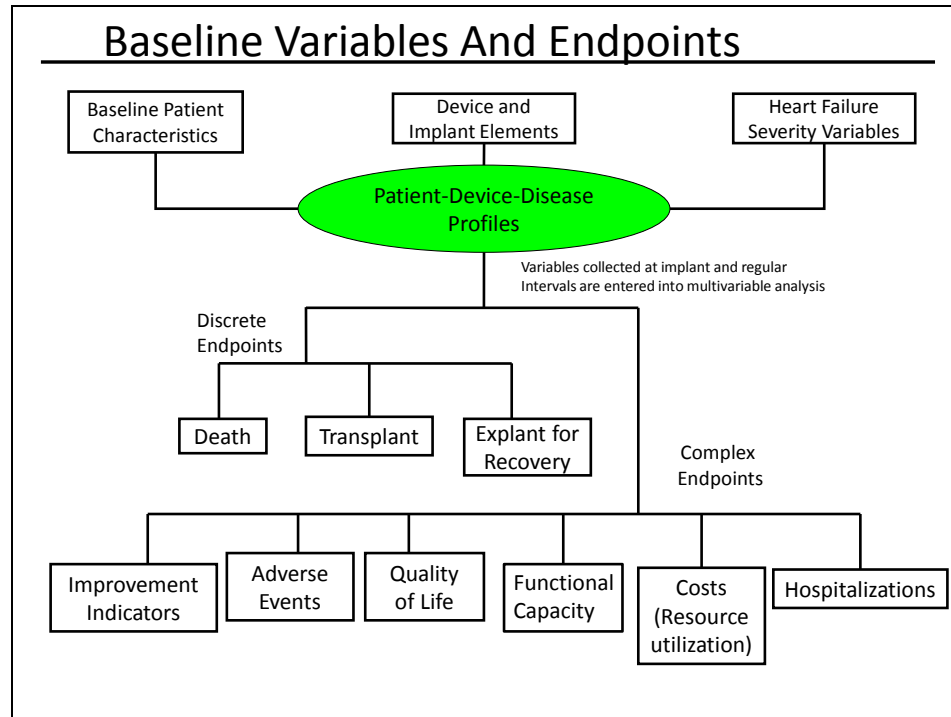 Baseline Variables And Endpoints
Baseline Patient
Characteristics
Device and
Implant Elements
Heart Failure
Severity Variables
Patient-Device-Disease
Profiles
Variables collected at implant and regular
Intervals are entered into multivariable analysis
Discrete
Endpoints
Death
Transplant
Explant for
Recovery
Complex
Endpoints
Improvement
Indicators
Adverse
Events
Quality
of Life
Functional
Capacity
Costs
(Resource
utilization)
Hospitalizations